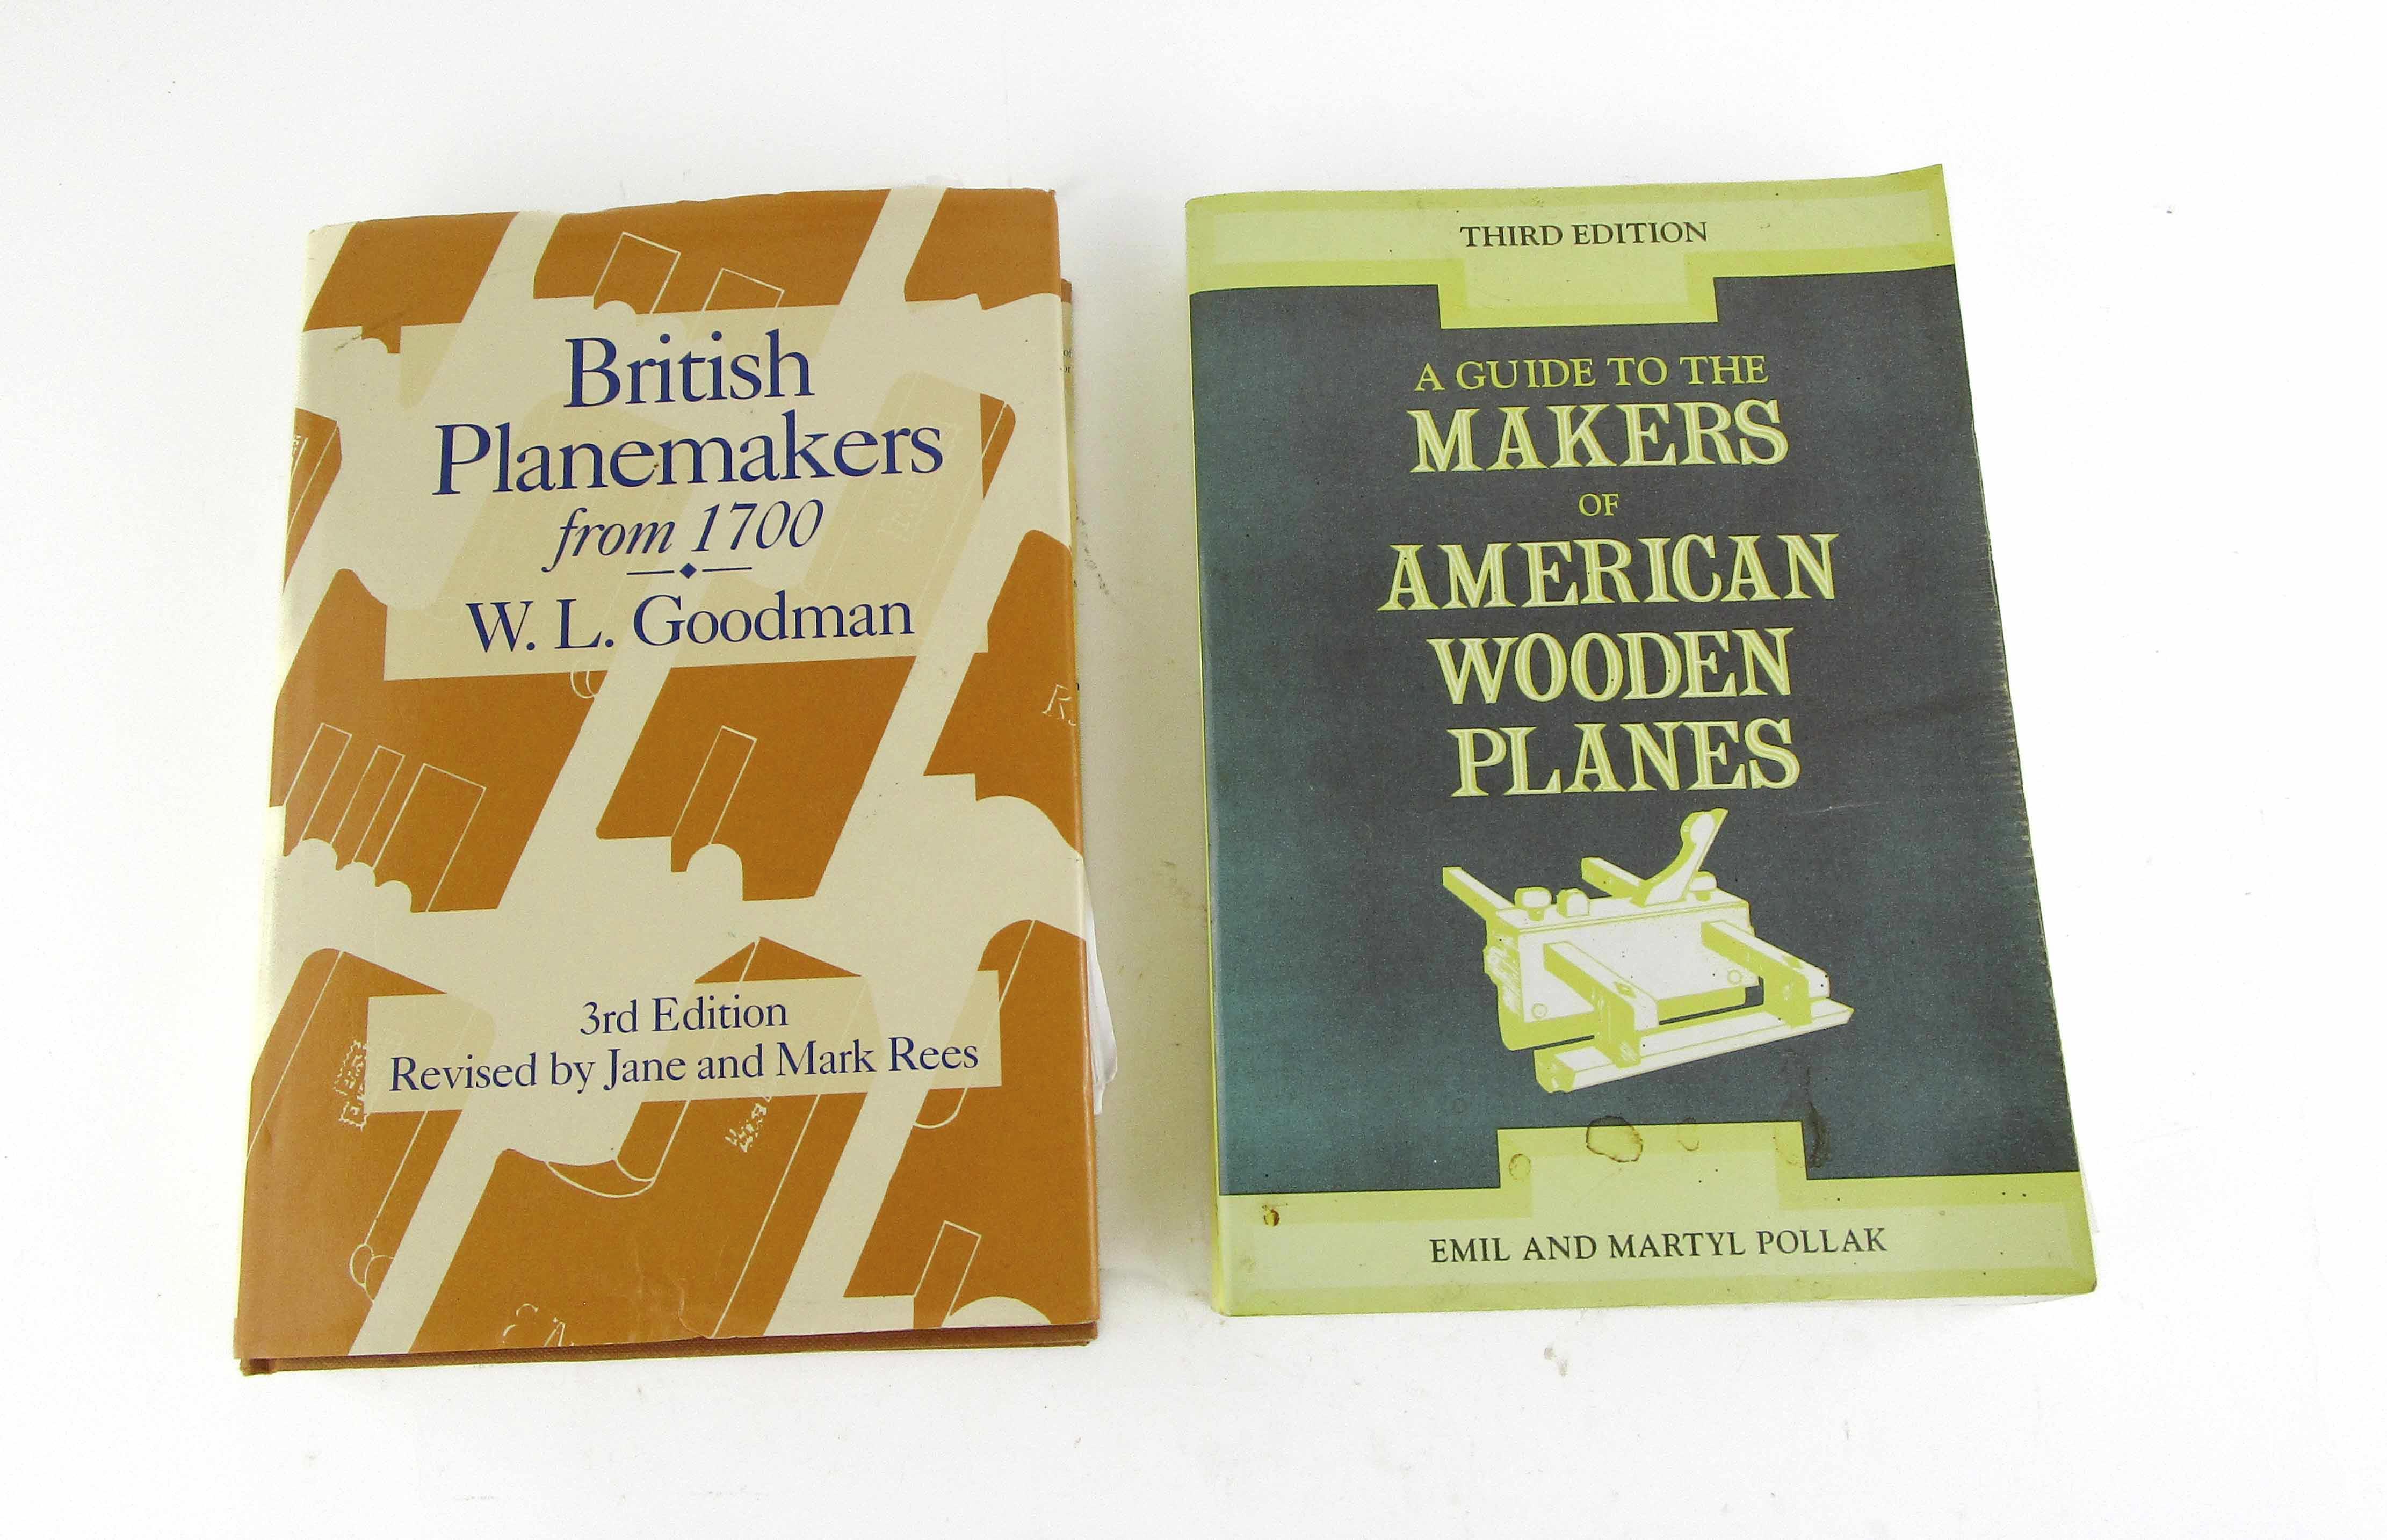 British
Planemakers
from 1700
W. L. Goodman
3rd Edition
Revised by Jane and Mark Rees
THIRD EDITION
A GUIDE TO THE
MAKERS
OF
AMERICAN
WOODEN
PLANES
EMIL AND MARTYL POLLAK